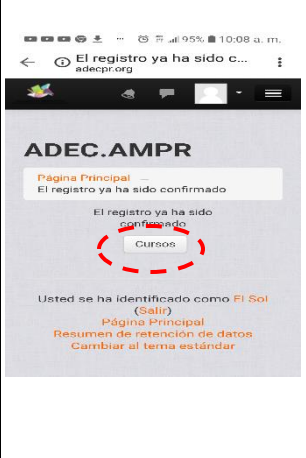 95% 10:08 a. m.
El registro ya ha sido c...
adecpr.org
ADEC.AMPR
Página Principal —
El registro ya ha sido confirmado
El registro ya ha sido
confirmado
Cursos
Usted se ha identificado como El Sol
(Salir)
Página Principal
Resumen de retención de datos
Cambiar al tema estándar